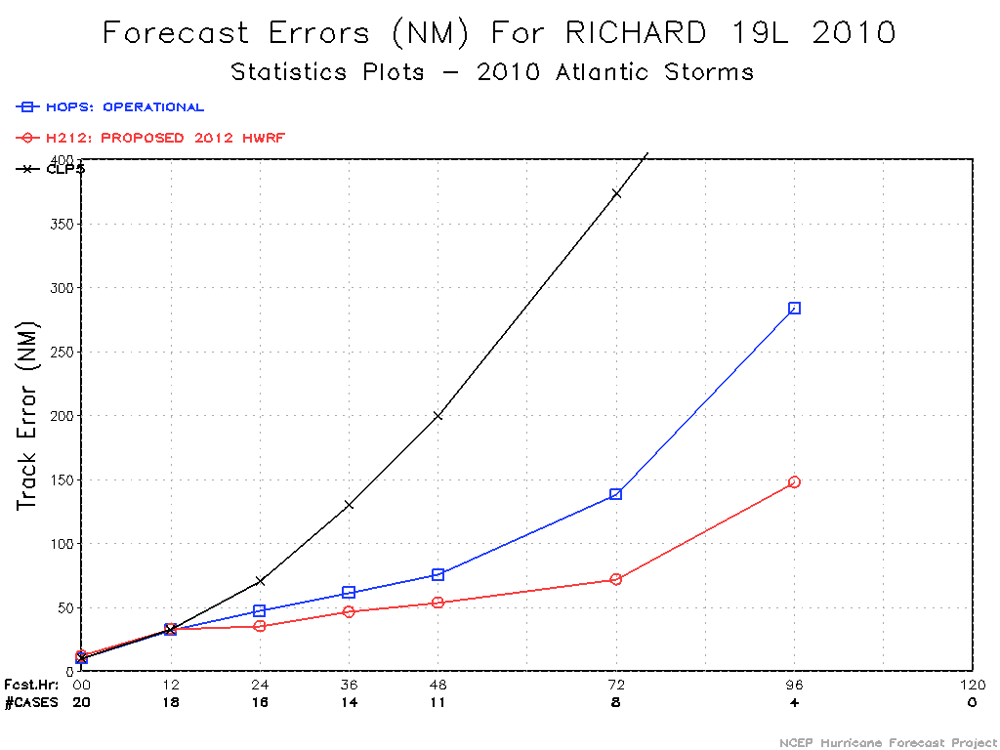 Forecast Errors (NM) For RICHARD 19L 2010
Statistics Plots − 2010 Atlantic Storms
HOPS: OPERATIONAL
H212: PROPOSED 2012 HWRF
CLP5
400
350
300
250
200
150
100
50
0
Track Error (NM)
Fcst.Hr: 00 12 24 36 48 72 96 120
#CASES 20 18 16 14 11 8 4 0
NCEP Hurricane Forecast Project